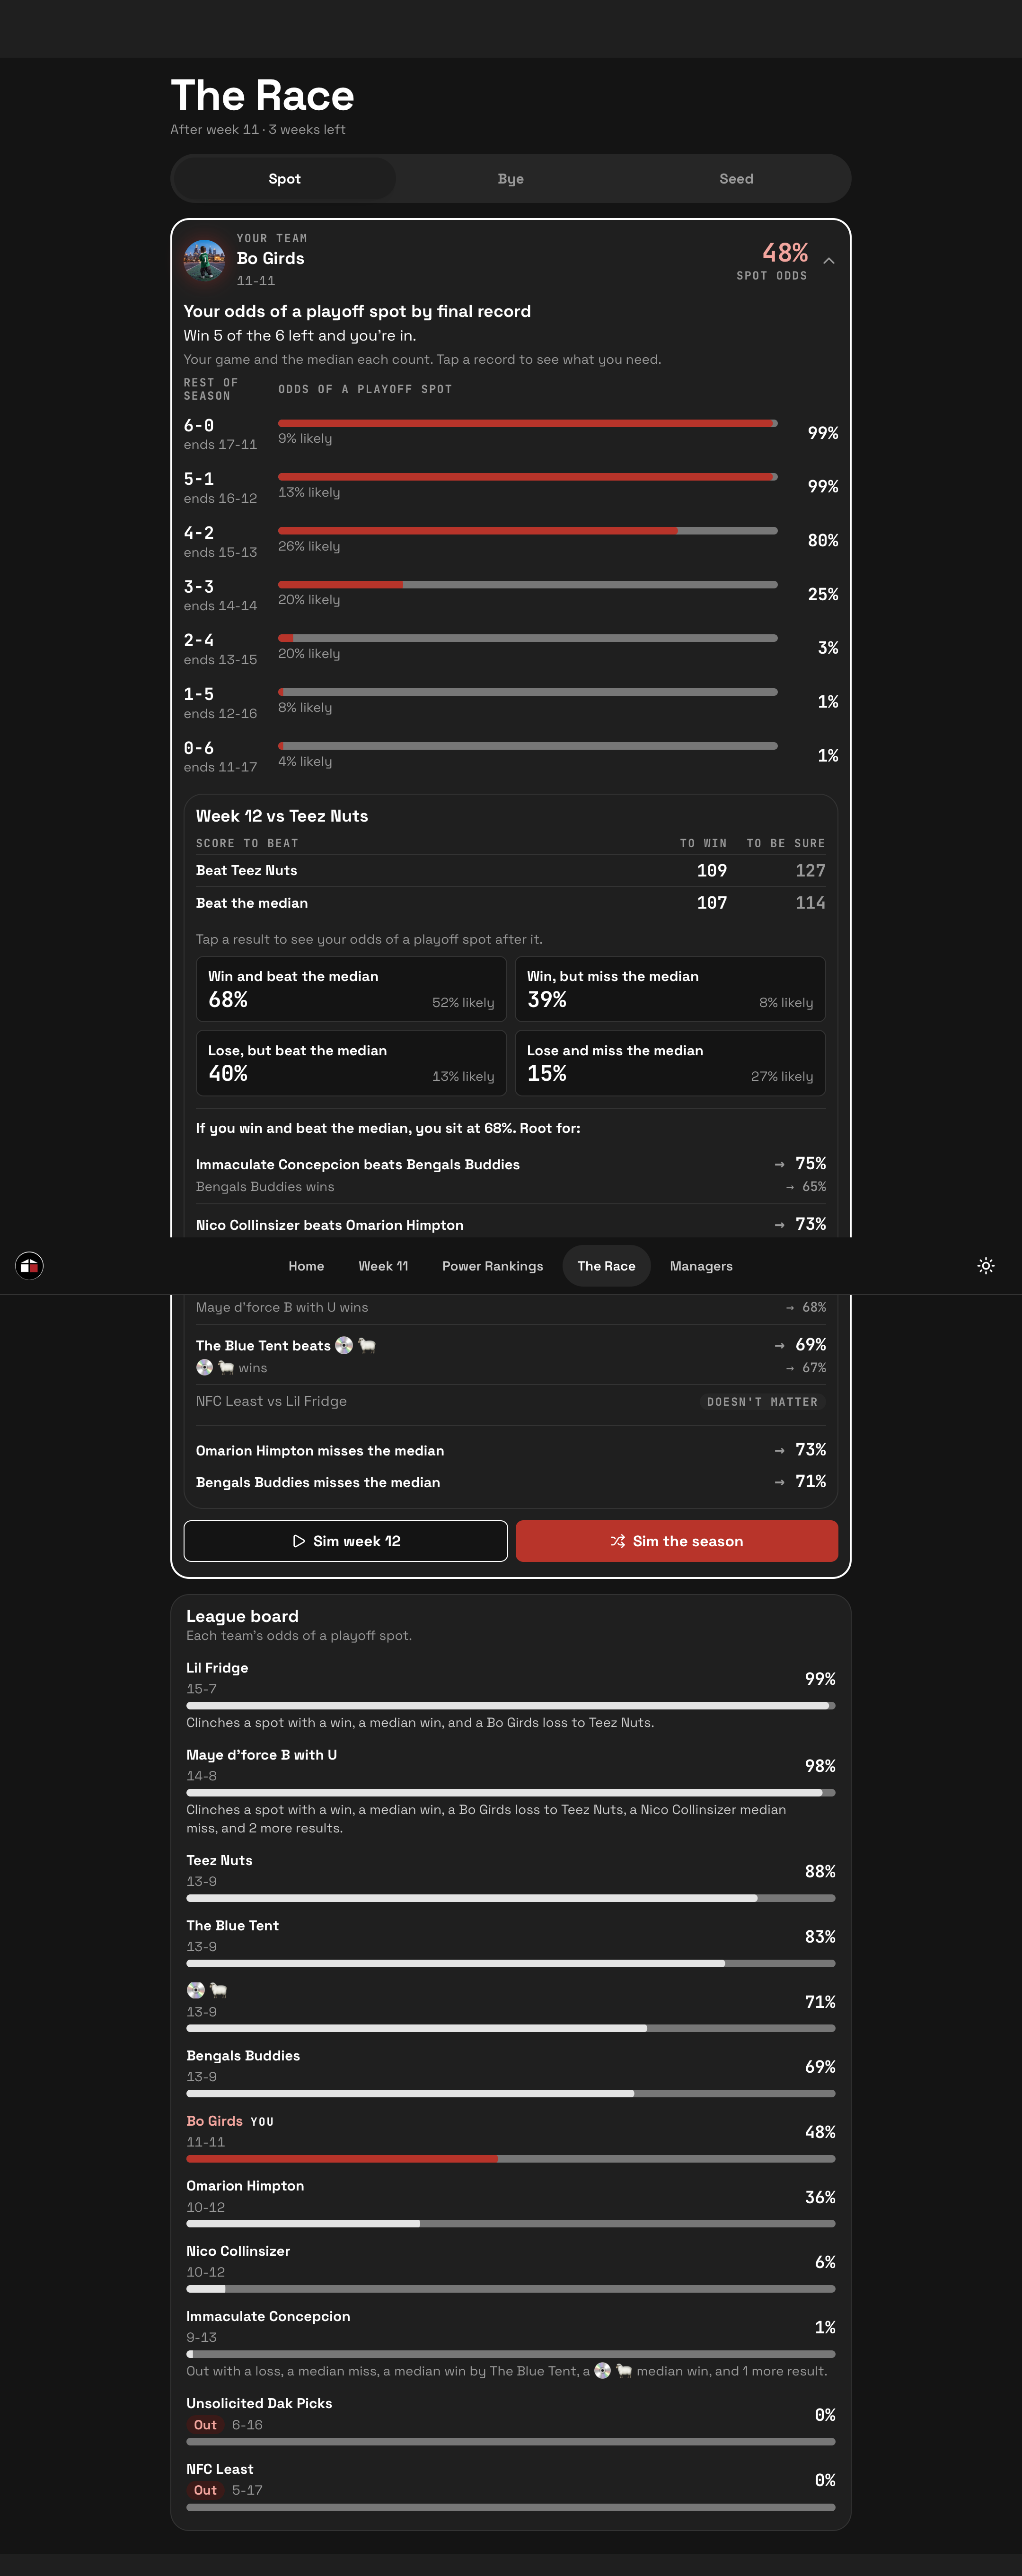 The Race
After week 11 · 3 weeks left
Spot
Bye
Seed
YOUR TEAM
Bo Girds
11-11
48%
SPOT ODDS
Your odds of a playoff spot by final record
Win 5 of the 6 left and you're in.
Your game and the median each count. Tap a record to see what you need.
REST OF
SEASON
ODDS OF A PLAYOFF SPOT
6-0
ends 17-11
9% likely
99%
5-1
ends 16-12
13% likely
99%
4-2
ends 15-13
26% likely
80%
3-3
ends 14-14
20% likely
25%
2-4
ends 13-15
20% likely
3%
1-5
ends 12-16
8% likely
1%
0-6
ends 11-17
4% likely
1%
Week 12 vs Teez Nuts
SCORE TO BEAT TO WIN TO BE SURE
Beat Teez Nuts 109 127
Beat the median 107 114
Tap a result to see your odds of a playoff spot after it.
Win and beat the median
68% 52% likely
Win, but miss the median
39% 8% likely
Lose, but beat the median
40% 13% likely
Lose and miss the median
15% 27% likely
If you win and beat the median, you sit at 68%. Root for:
Immaculate Concepcion beats Bengals Buddies → 75%
Bengals Buddies wins → 65%
Nico Collinsizer beats Omarion Himpton → 73%
Home
Week 11
Power Rankings
The Race
Managers
Maye d'force B with U wins → 68%
The Blue Tent beats 💿 🐑 → 69%
💿 🐑 wins → 67%
NFC Least vs Lil Fridge DOESN'T MATTER
Omarion Himpton misses the median → 73%
Bengals Buddies misses the median → 71%
Sim week 12
Sim the season
League board
Each team's odds of a playoff spot.
Lil Fridge
15-7
99%
Clinches a spot with a win, a median win, and a Bo Girds loss to Teez Nuts.
Maye d'force B with U
14-8
98%
Clinches a spot with a win, a median win, a Bo Girds loss to Teez Nuts, a Nico Collinsizer median
miss, and 2 more results.
Teez Nuts
13-9
88%
The Blue Tent
13-9
83%
💿 🐑
13-9
71%
Bengals Buddies
13-9
69%
Bo Girds YOU
11-11
48%
Omarion Himpton
10-12
36%
Nico Collinsizer
10-12
6%
Immaculate Concepcion
9-13
1%
Out with a loss, a median miss, a median win by The Blue Tent, a 💿 🐑 median win, and 1 more result.
Unsolicited Dak Picks
Out 6-16
0%
NFC Least
Out 5-17
0%